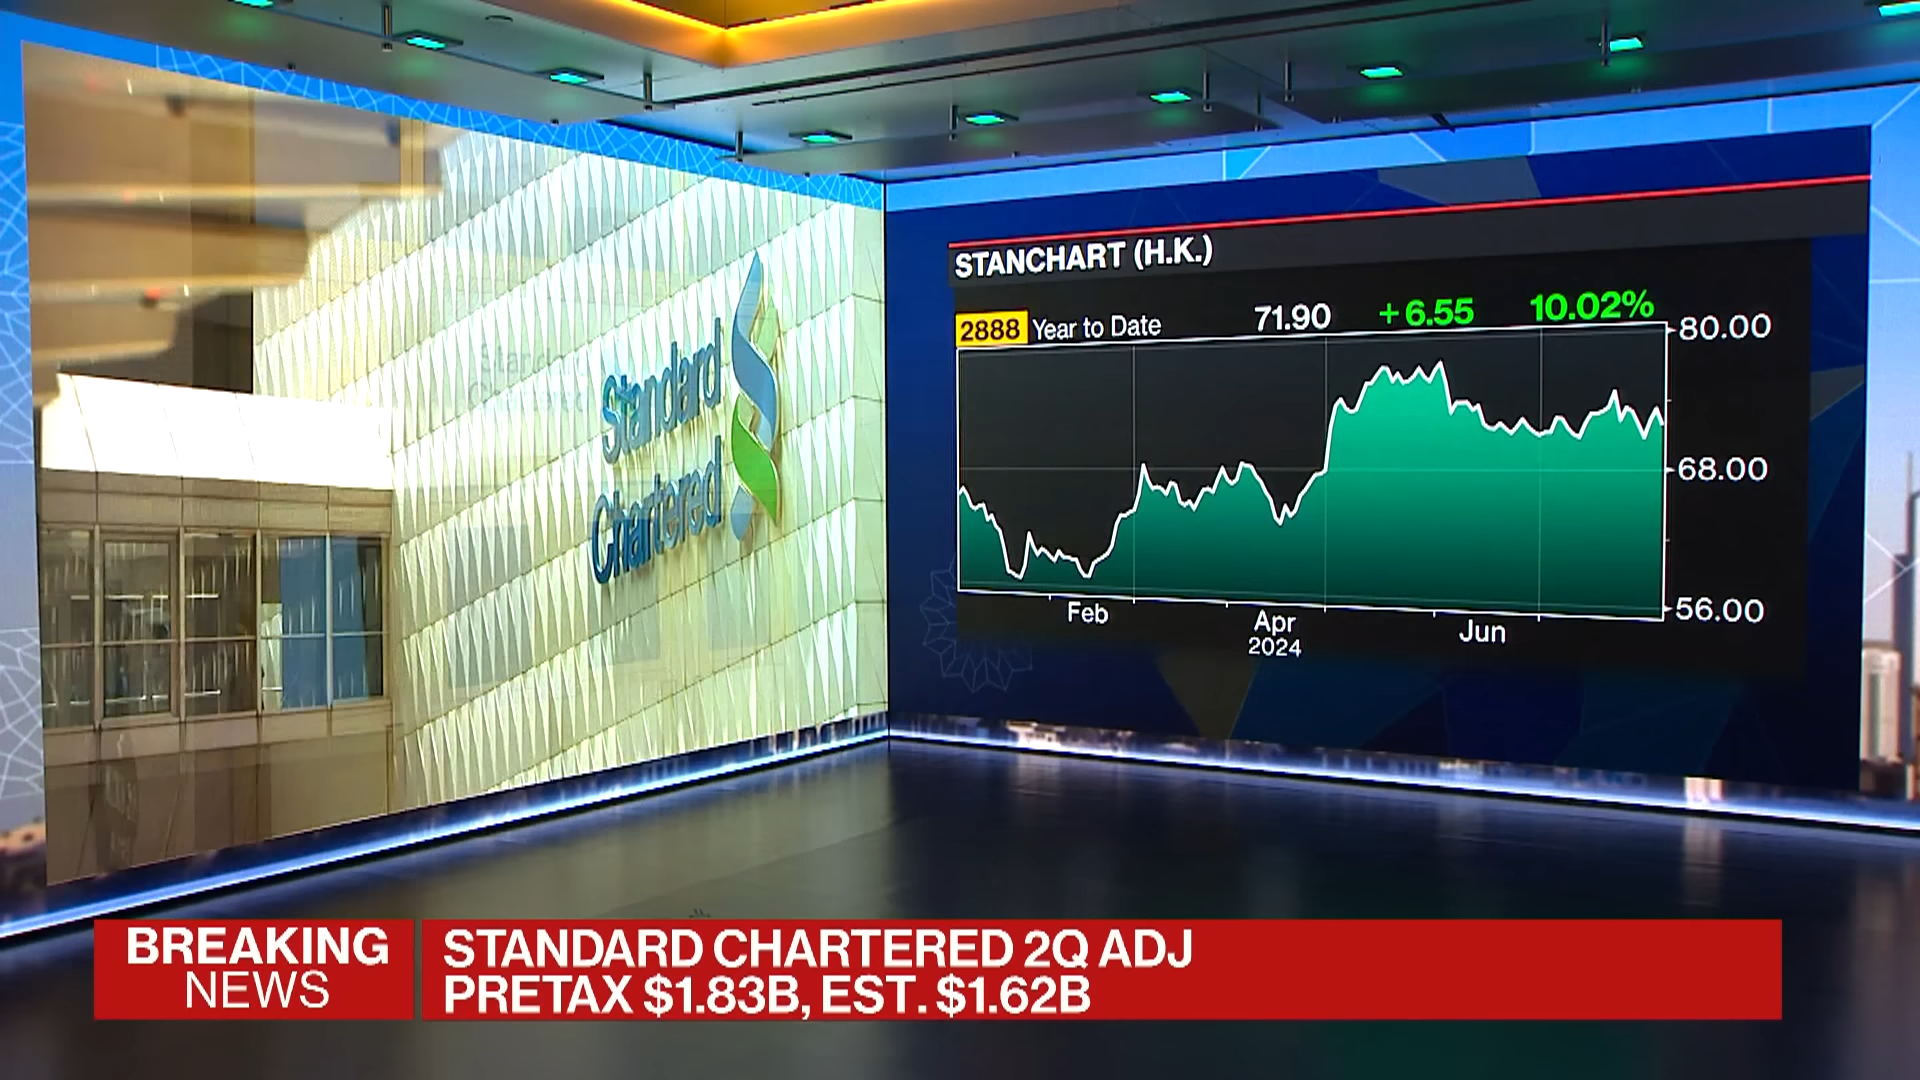 Standard
Chartered
STANCHART (H.K.)
2888 Year to Date 71.90 +6.55 10.02%
80.00
68.00
56.00
Feb Apr Jun
2024
BREAKING
NEWS
STANDARD CHARTERED 2Q ADJ
PRETAX $1.83B, EST. $1.62B